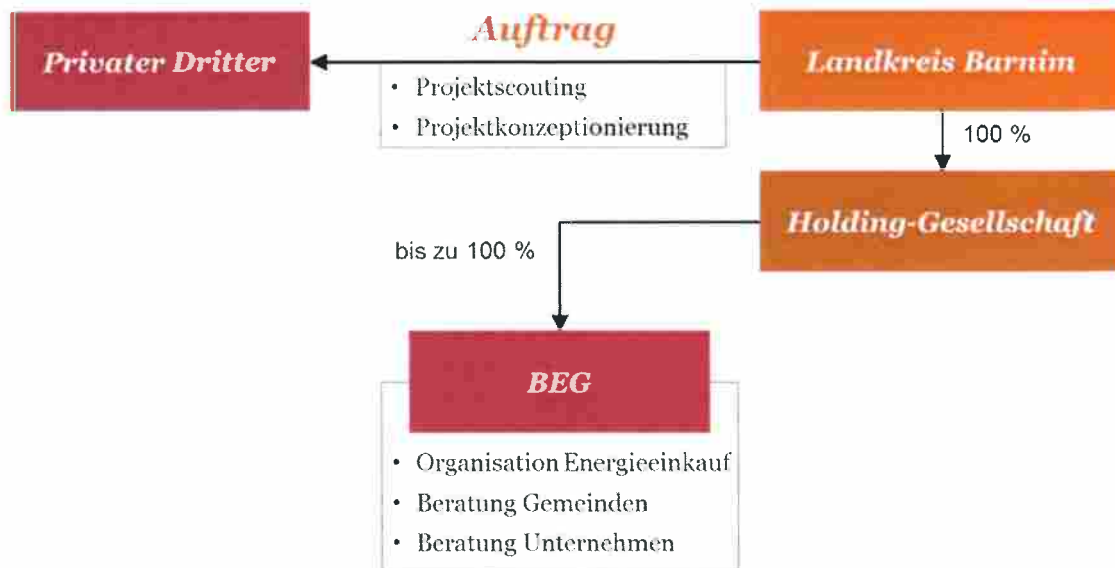 Auftrag
Privater Dritter
Landkreis Barnim
• Projektscouting
• Projektkonzeptionierung
100 %
Holding-Gesellschaft
bis zu 100 %
BEG
• Organisation Energieeinkauf
• Beratung Gemeinden
• Beratung Unternehmen